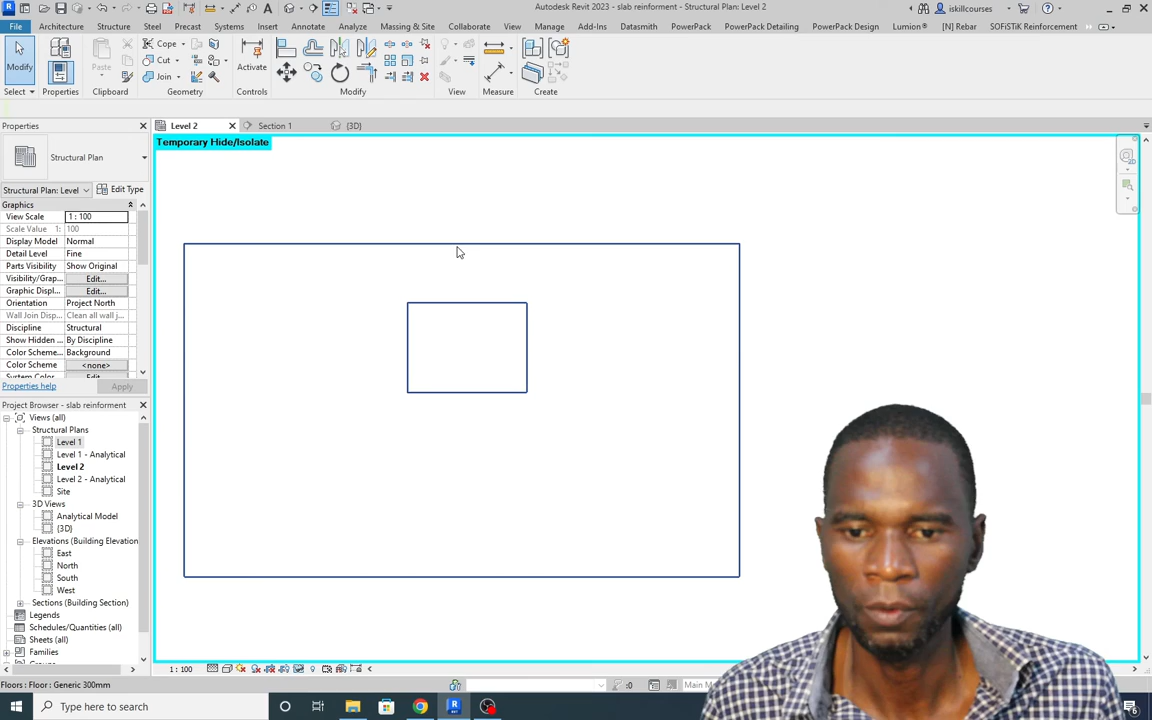 Autodesk Revit 2023 - slab reinforment - Structural Plan: Level 2
iskillcourses
File Architecture Structure Steel Precast Systems Insert Annotate Analyze Massing & Site Collaborate View Manage Add-Ins Datasmith PowerPack PowerPack Detailing PowerPack Design Lumion® [N] Rebar SOFiSTiK Reinforcement Modify
Modify
Properties
Paste
Cope
Cut
Join
Activate
Select Properties Clipboard Geometry Controls Modify View Measure Create
Properties
Level 2
Section 1
{3D}
Temporary Hide/Isolate
Structural Plan
Structural Plan: Level
Edit Type
Graphics
View Scale 1 : 100
Scale Value 1: 100
Display Model Normal
Detail Level Fine
Parts Visibility Show Original
Visibility/Grap... Edit...
Graphic Displ... Edit...
Orientation Project North
Wall Join Disp... Clean all wall j...
Discipline Structural
Show Hidden ... By Discipline
Color Scheme... Background
Color Scheme <none>
System Color Edit...
Properties help
Apply
Project Browser - slab reinforment
Views (all)
Structural Plans
Level 1
Level 1 - Analytical
Level 2
Level 2 - Analytical
Site
3D Views
Analytical Model
{3D}
Elevations (Building Elevation
East
North
South
West
Sections (Building Section)
Legends
Schedules/Quantities (all)
Sheets (all)
Families
1 : 100
Floors : Floor : Generic 300mm
:0
Main M
Type here to search